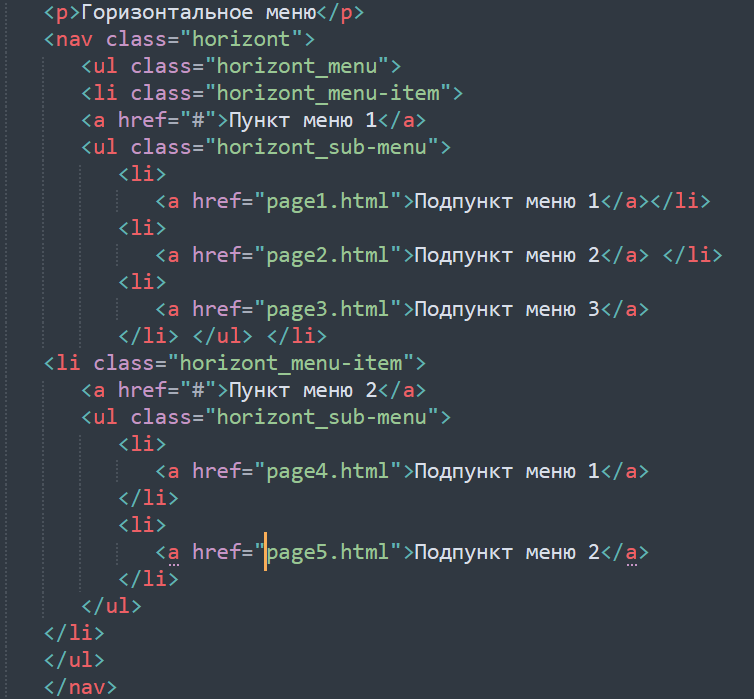 <p>Горизонтальное меню</p>
<nav class="horizont">
<ul class="horizont_menu">
<li class="horizont_menu-item">
<a href="#">Пункт меню 1</a>
<ul class="horizont_sub-menu">
<li>
<a href="page1.html">Подпункт меню 1</a></li>
<li>
<a href="page2.html">Подпункт меню 2</a> </li>
<li>
<a href="page3.html">Подпункт меню 3</a>
</li> </ul> </li>
<li class="horizont_menu-item">
<a href="#">Пункт меню 2</a>
<ul class="horizont_sub-menu">
<li>
<a href="page4.html">Подпункт меню 1</a>
</li>
<li>
<a href="page5.html">Подпункт меню 2</a>
</li>
</ul>
</li>
</ul>
</nav>